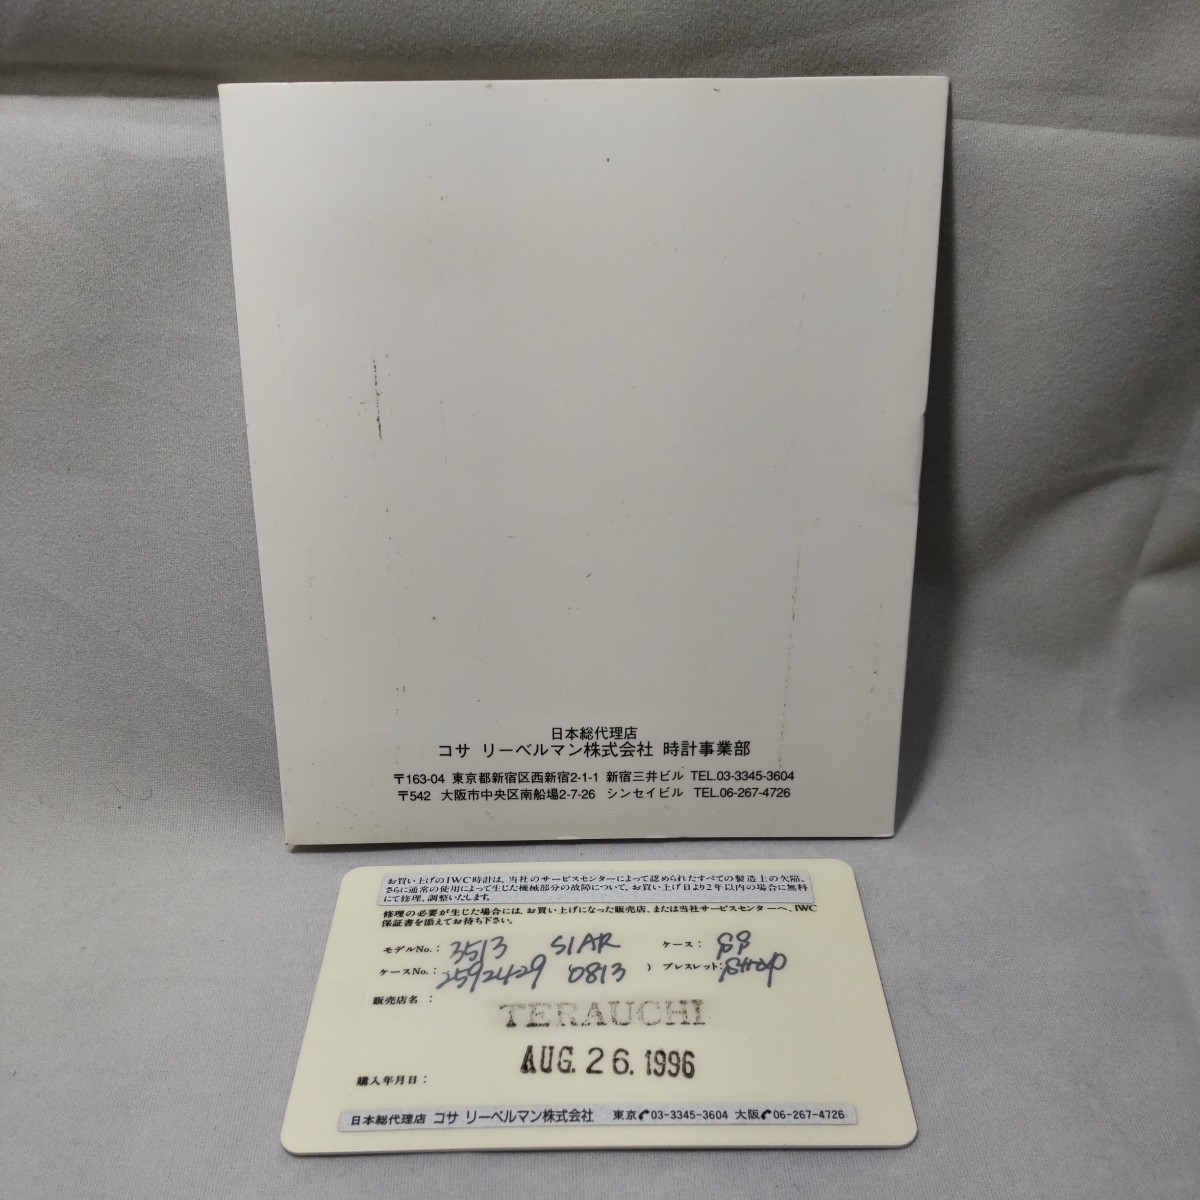 日本総代理店
コサ リーベルマン株式会社 時計事業部
〒163-04 東京都新宿区西新宿2-1-1 新宿三井ビル TEL.03-3345-3604
〒542 大阪市中央区南船場2-7-26 シンセイビル TEL.06-267-4726
お買い上げのIWC時計は、当社のサービスセンターによって認められたすべての製造上の欠陥、
さらに通常の使用によって生じた機械部分の故障について、お買い上げ日より2年以内の場合に無料
にて修理、調整いたします。
修理の必要が生じた場合には、お買い上げになった販売店、または当社サービスセンターへ、IWC
保証書を添えてお持ち下さい。
モデルNo.: 3513 SIAR ケース: SS
ケースNo.: 2592429 0813 ) ブレスレット: Strap
販売店名 : TERAUCHI
購入年月日: AUG. 26. 1996
日本総代理店 コサ リーベルマン株式会社 東京✆03-3345-3604 大阪✆06-267-4726